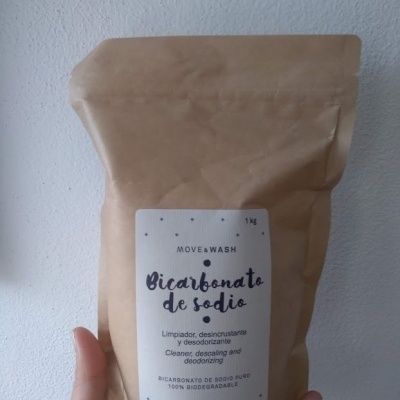 1 kg
MOVE & WASH
Bicarbonato
de sodio
Limpiador, desincrustante
y desodorizante
Cleaner, descaling and
deodorizing
BICARBONATO DE SODIO PURO
100% BIODEGRADABLE